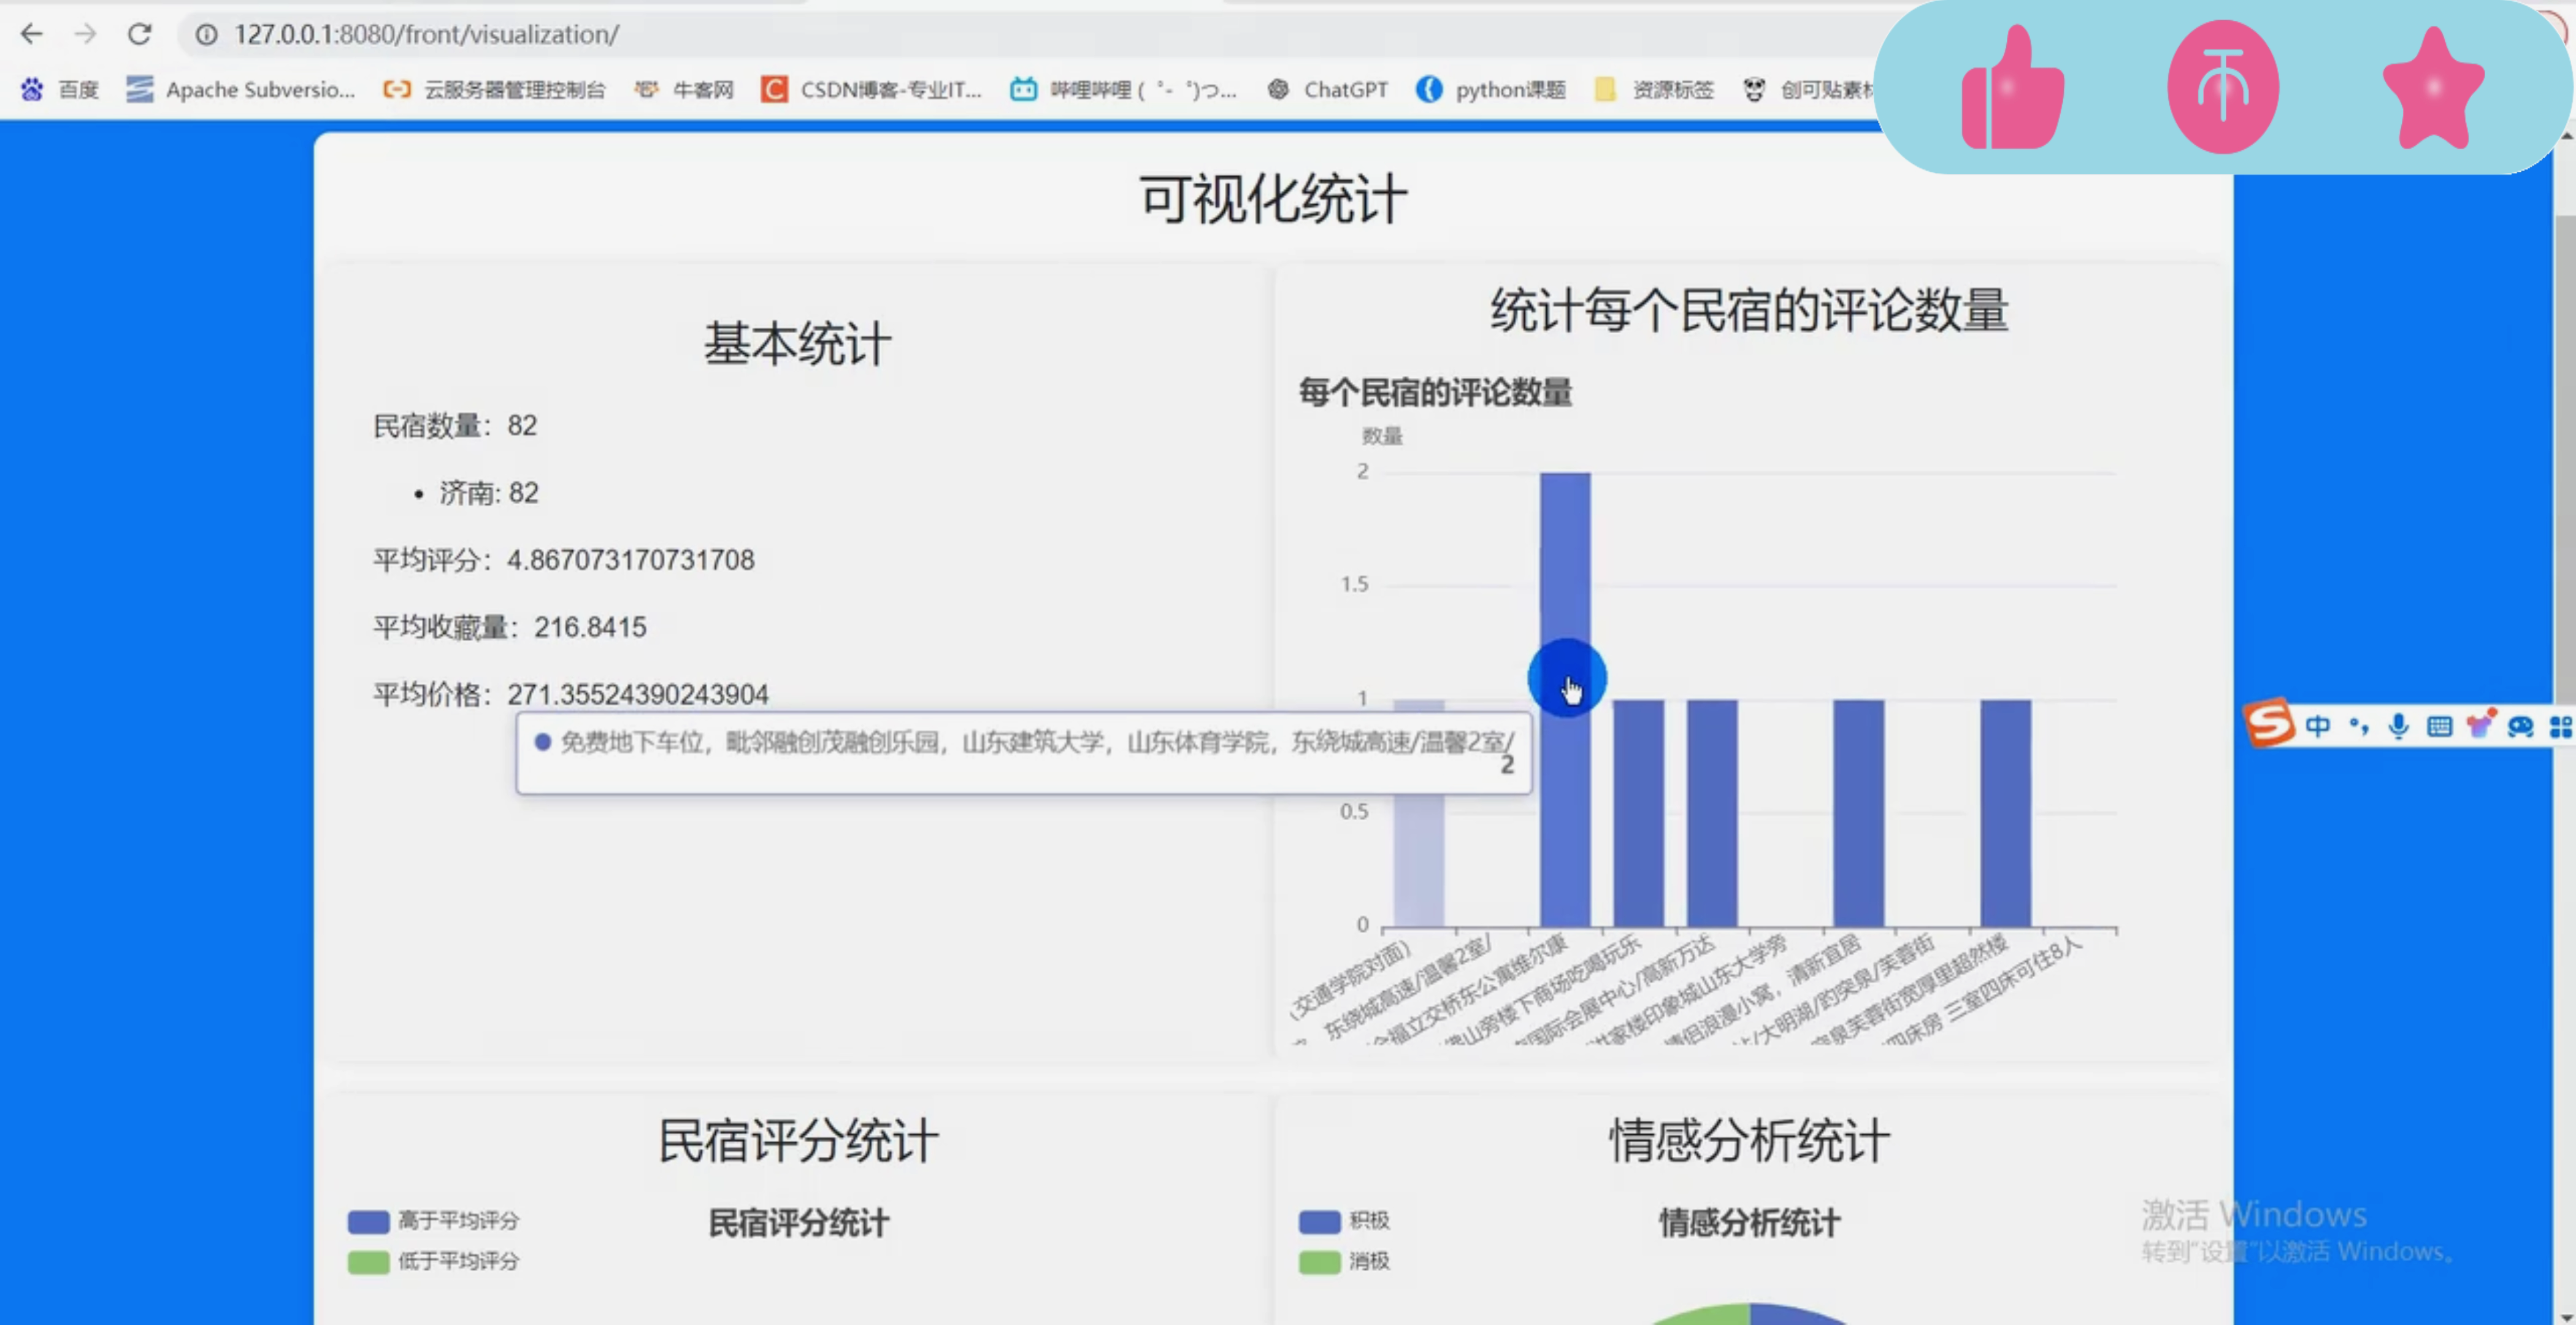 127.0.0.1:8080/front/visualization/
百度
Apache Subversio...
云服务器管理控制台
牛客网
CSDN博客-专业IT...
哔哩哔哩 ( ゜- ゜)つ...
ChatGPT
python课题
资源标签
创可贴素材
可视化统计
基本统计
民宿数量：82
济南: 82
平均评分：4.867073170731708
平均收藏量：216.8415
平均价格：271.35524390243904
统计每个民宿的评论数量
每个民宿的评论数量
数量
2
1.5
1
0.5
0
免费地下车位，毗邻融创茂融创乐园，山东建筑大学，山东体育学院，东绕城高速/温馨2室/
2
（交通学院对面）
东绕城高速/温馨2室/
全福立交桥东公寓维尔康
佛山旁楼下商场吃喝玩乐
国际会展中心/高新万达
洪家楼印象城山东大学旁
情侣浪漫小窝，清新宜居
/大明湖/趵突泉/芙蓉街
突泉芙蓉街宽厚里超然楼
四床房 三室四床可住8人
中
民宿评分统计
高于平均评分
低于平均评分
民宿评分统计
情感分析统计
积极
消极
情感分析统计
激活 Windows
转到"设置"以激活 Windows。